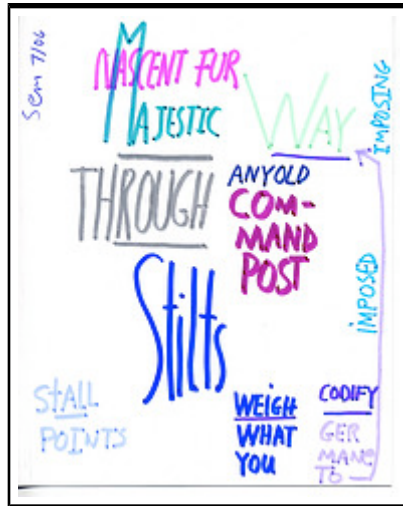 Sem 7/06
NASCENT FUR
MAJESTIC
WAY
IMPOSING
THROUGH
ANYOLD
COM-
MAND
POST
IMPOSED
Stilts
StALL
POINTS
WEIGH
WHAT
YOU
CODIFY
GER
MANE
TO